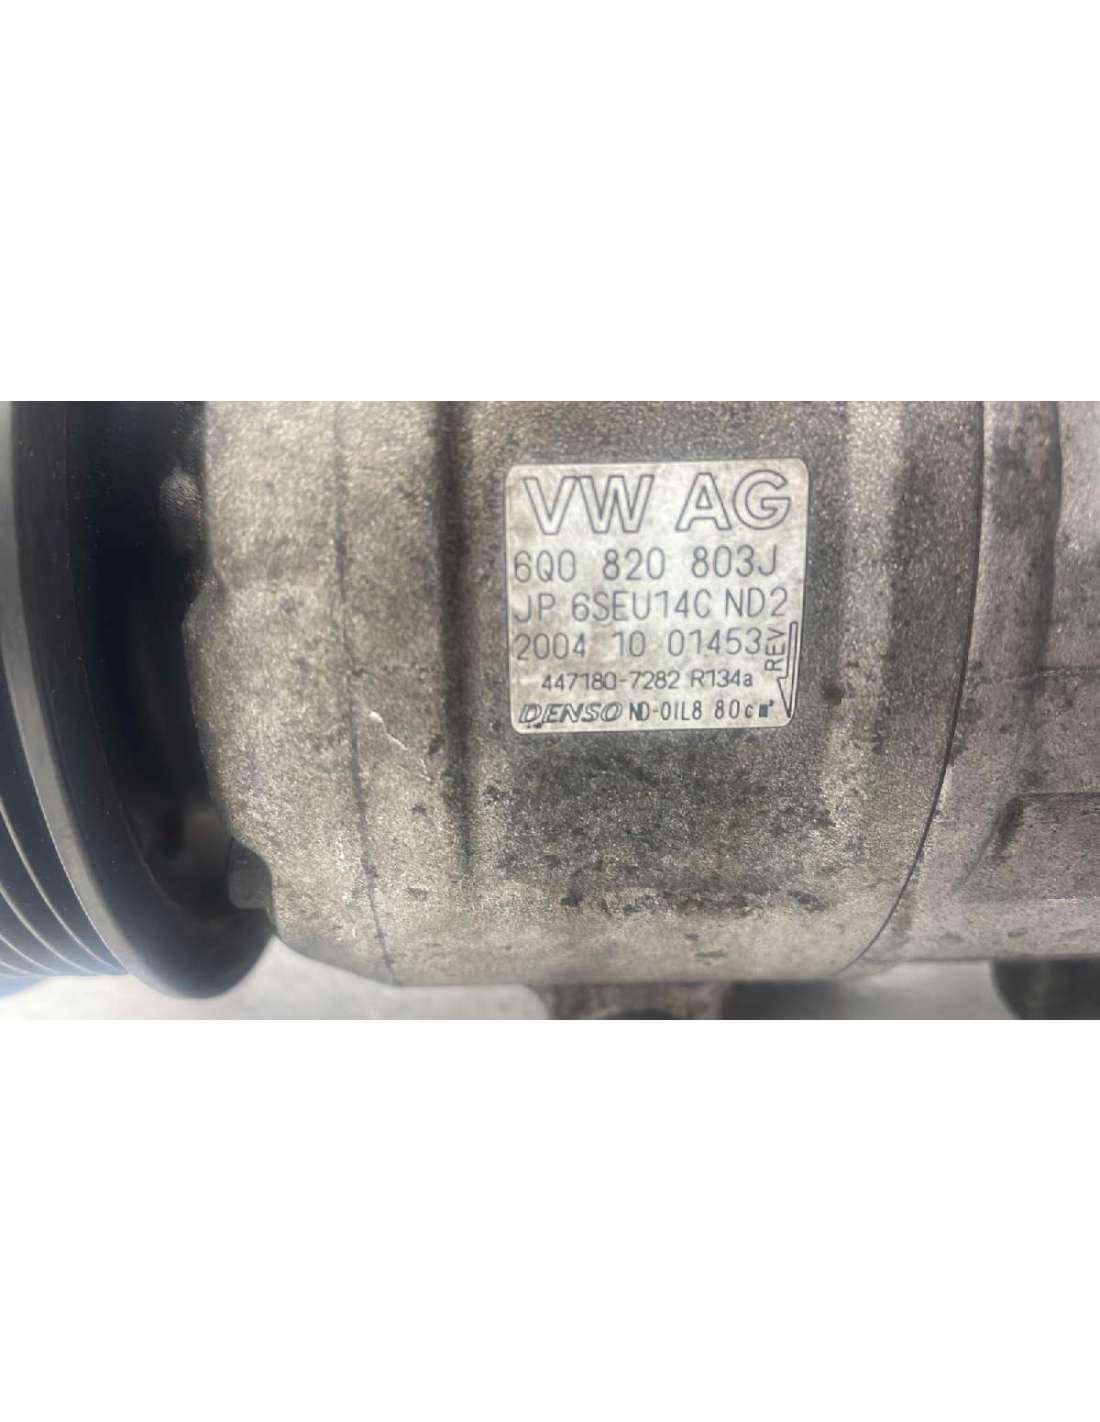 VW AG
6Q0 820 803J
JP 6SEU14C ND2
2004 10 01453
REV
447180-7282 R134a
DENSO ND-OIL8 80cm³